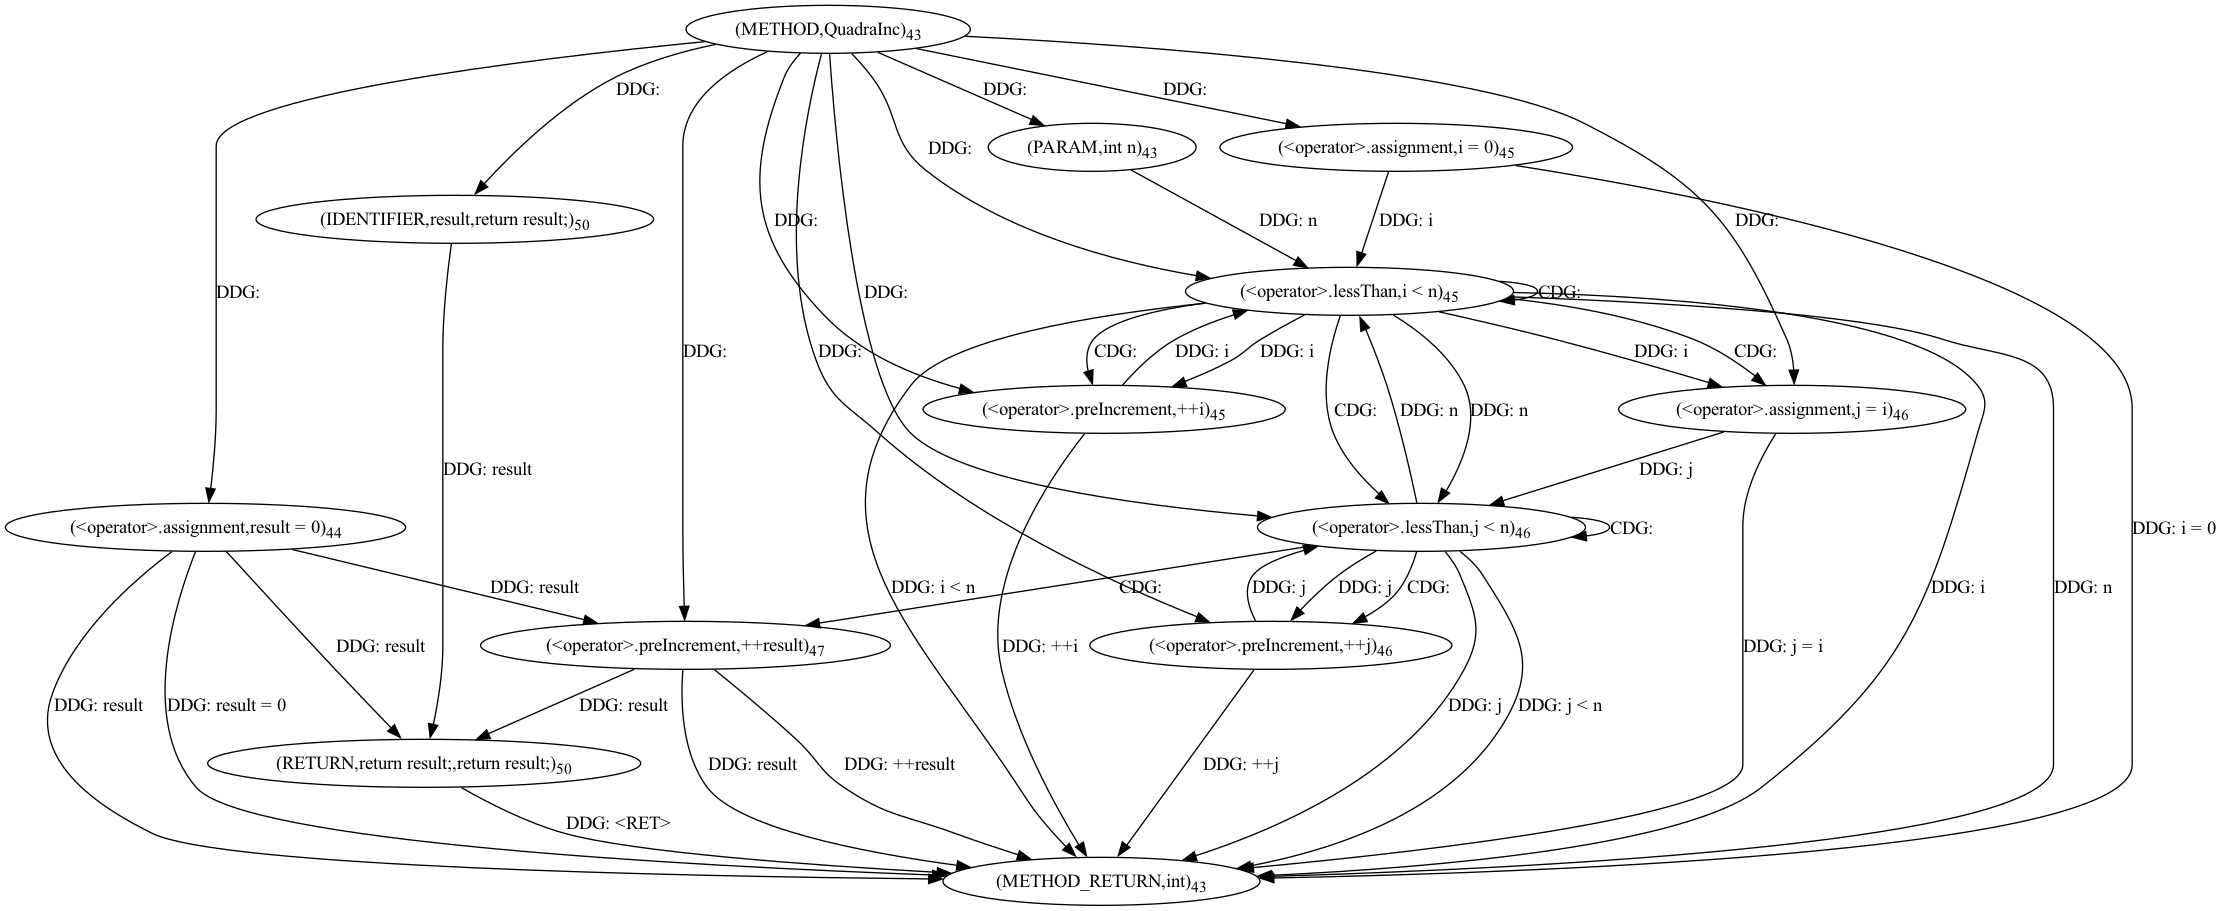 (METHOD,QuadraInc)43
DDG:
DDG:
DDG:
DDG: DDG:
(PARAM,int n)43 (<operator>.assignment,i = 0)45
(IDENTIFIER,result,return result;)50 DDG: DDG: n DDG: i DDG:
DDG: DDG: (<operator>.lessThan,i < n)45 CDG:
DDG: DDG: CDG: DDG: i DDG: i DDG: i CDG:
(<operator>.preIncrement,++i)45 CDG: DDG: n DDG: n (<operator>.assignment,j = i)46
DDG: result DDG: j
(<operator>.assignment,result = 0)44 (<operator>.lessThan,j < n)46 CDG: DDG: i = 0
DDG: result DDG: i < n CDG: DDG: j DDG: j CDG: DDG: i DDG: n
DDG: result (<operator>.preIncrement,++result)47 DDG: ++i (<operator>.preIncrement,++j)46 DDG: j = i
DDG: result DDG: result = 0 DDG: result DDG: j DDG: j < n
(RETURN,return result;,return result;)50 DDG: result DDG: ++result DDG: ++j
DDG: <RET>
(METHOD_RETURN,int)43